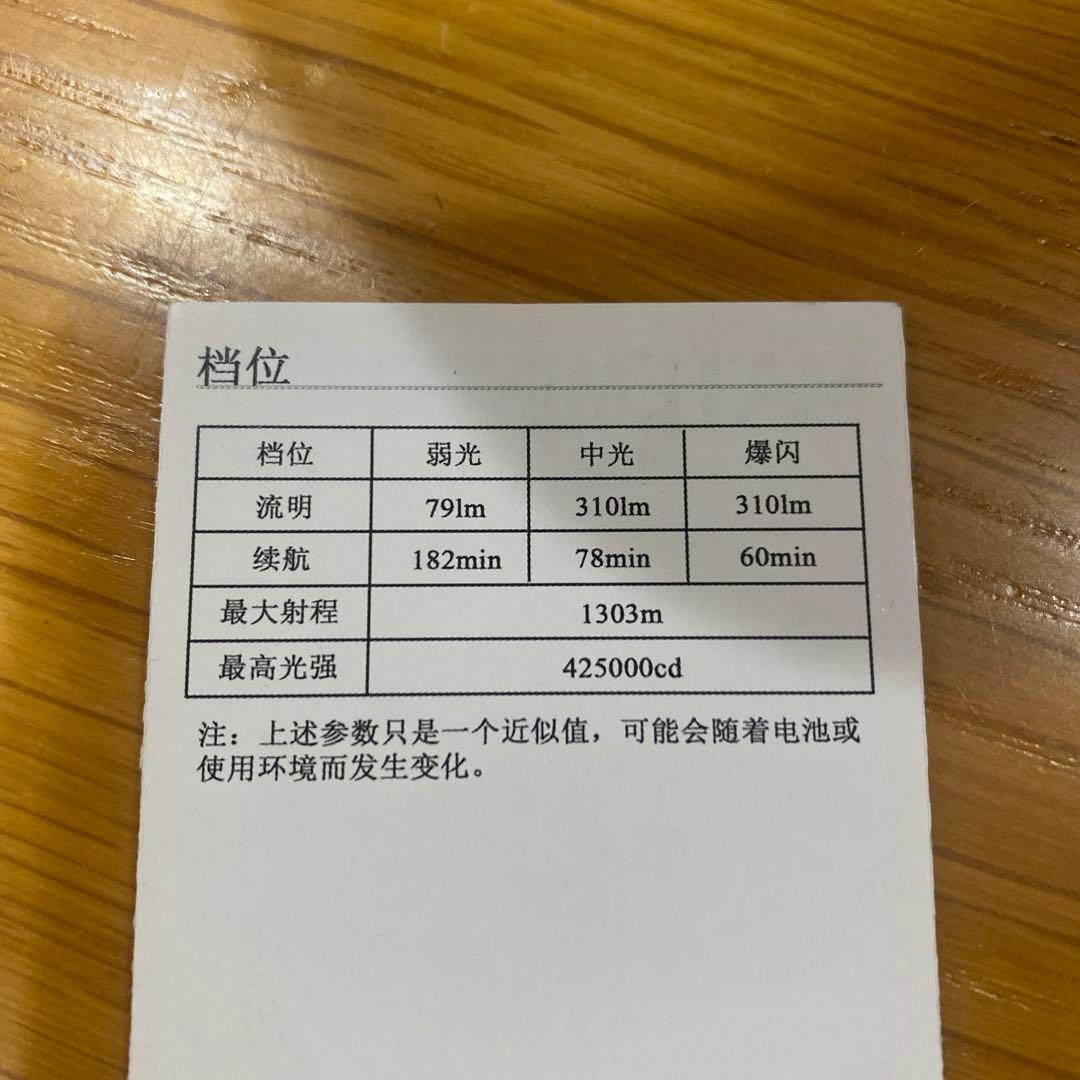 档位
档位 弱光 中光 爆闪
流明 79lm 310lm 310lm
续航 182min 78min 60min
最大射程 1303m
最高光强 425000cd
注：上述参数只是一个近似值，可能会随着电池或
使用环境而发生变化。